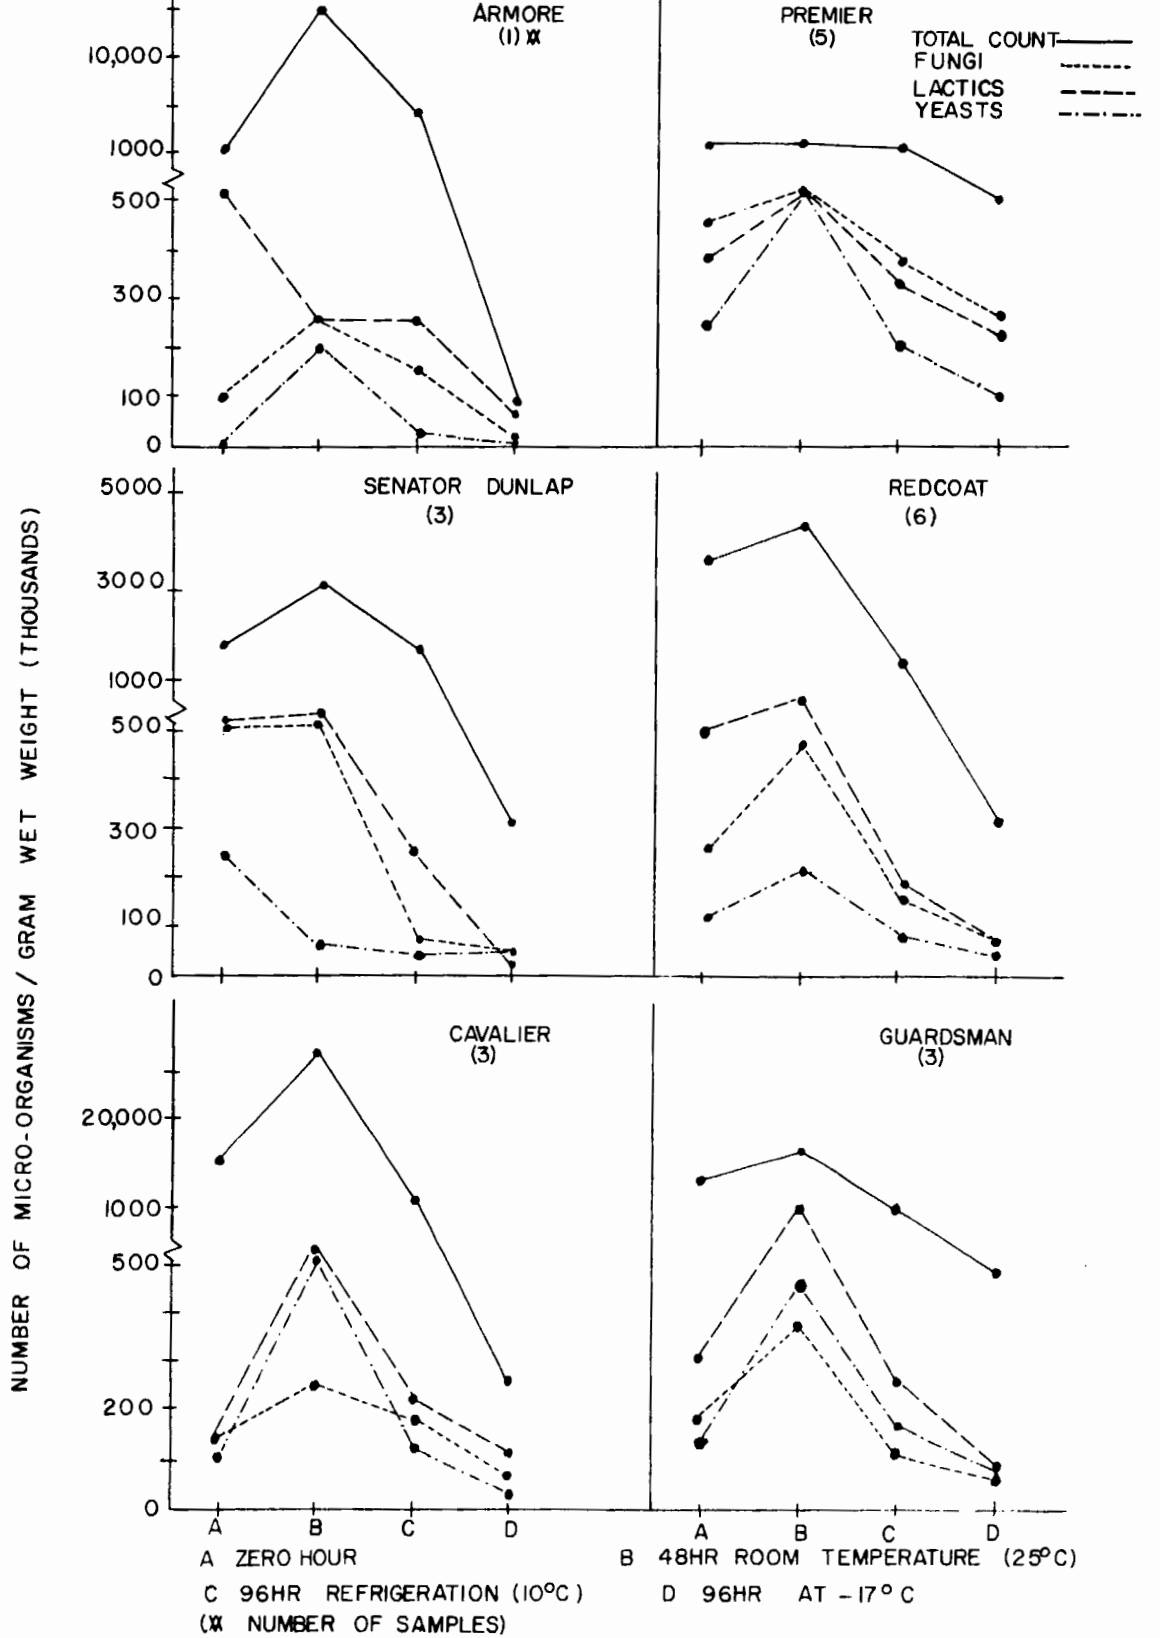 ARMORE
(1)
PREMIER
(5)
TOTAL COUNT
FUNGI
LACTICS
YEASTS
10,000
1000
500
300
100
0
SENATOR DUNLAP
(3)
REDCOAT
(6)
5000
3000
1000
500
300
100
0
CAVALIER
(3)
GUARDSMAN
(3)
20,000
1000
500
200
0
NUMBER OF MICRO-ORGANISMS / GRAM WET WEIGHT (THOUSANDS)
A B C D
A B C D
A ZERO HOUR
B 48HR ROOM TEMPERATURE (25°C)
C 96HR REFRIGERATION (10°C)
D 96HR AT -17°C
( NUMBER OF SAMPLES)